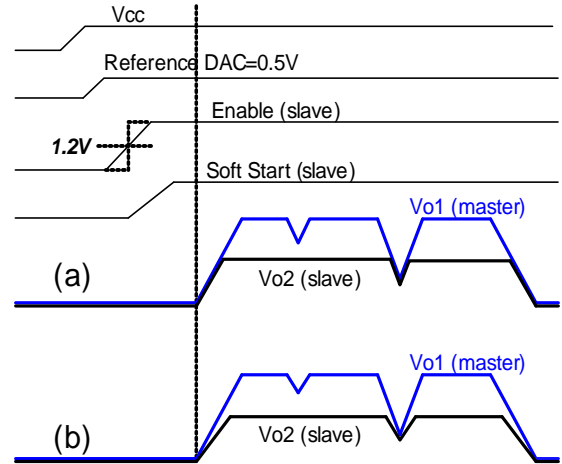 Vcc
Reference DAC=0.5V
Enable (slave)
1.2V
Soft Start (slave)
Vo1 (master)
(a)
Vo2 (slave)
Vo1 (master)
(b)
Vo2 (slave)